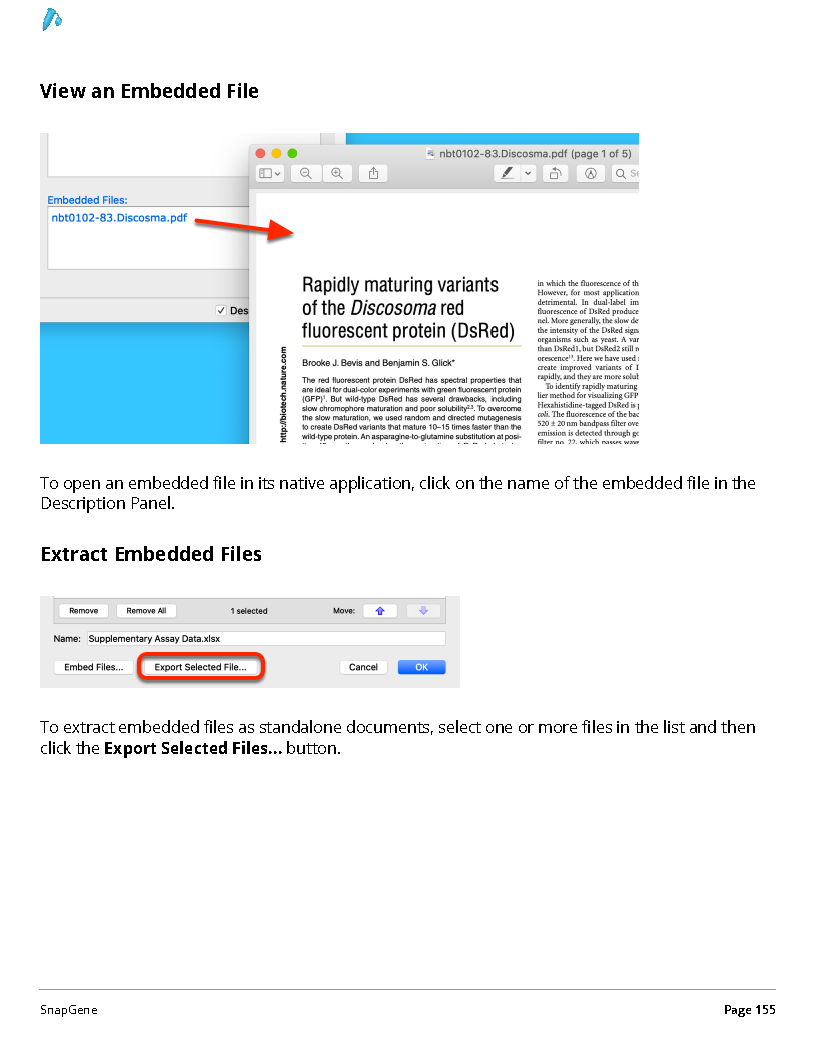 View an Embedded File
nbt0102-83.Discosma.pdf (page 1 of 5)
Embedded Files:
nbt0102-83.Discosma.pdf
Des
http://biotech.nature.com
Rapidly maturing variants
of the Discosoma red
fluorescent protein (DsRed)
Brooke J. Bevis and Benjamin S. Glick*
The red fluorescent protein DsRed has spectral properties that
are ideal for dual-color experiments with green fluorescent protein
(GFP)1. But wild-type DsRed has several drawbacks, including
slow chromophore maturation and poor solubility2,3. To overcome
the slow maturation, we used random and directed mutagenesis
to create DsRed variants that mature 10–15 times faster than the
wild-type protein. An asparagine-to-glutamine substitution at posi-
in which the fluorescence of th
However, for most application
detrimental. In dual-label im
fluorescence of DsRed produce
nel. More generally, the slow de
the intensity of the DsRed signa
organisms such as yeast. A var
than DsRed1, but DsRed2 still re
orescence13. Here we have used
create improved variants of D
rapidly, and they are more solub
To identify rapidly maturing
lier method for visualizing GFP
Hexahistidine-tagged DsRed is p
coli. The fluorescence of the bac
520 ± 20 nm bandpass filter ove
emission is detected through go
filter no. 22, which passes wave
To open an embedded file in its native application, click on the name of the embedded file in the
Description Panel.
Extract Embedded Files
Remove Remove All 1 selected Move:
Name: Supplementary Assay Data.xlsx
Embed Files... Export Selected File... Cancel OK
To extract embedded files as standalone documents, select one or more files in the list and then
click the Export Selected Files... button.
SnapGene Page 155